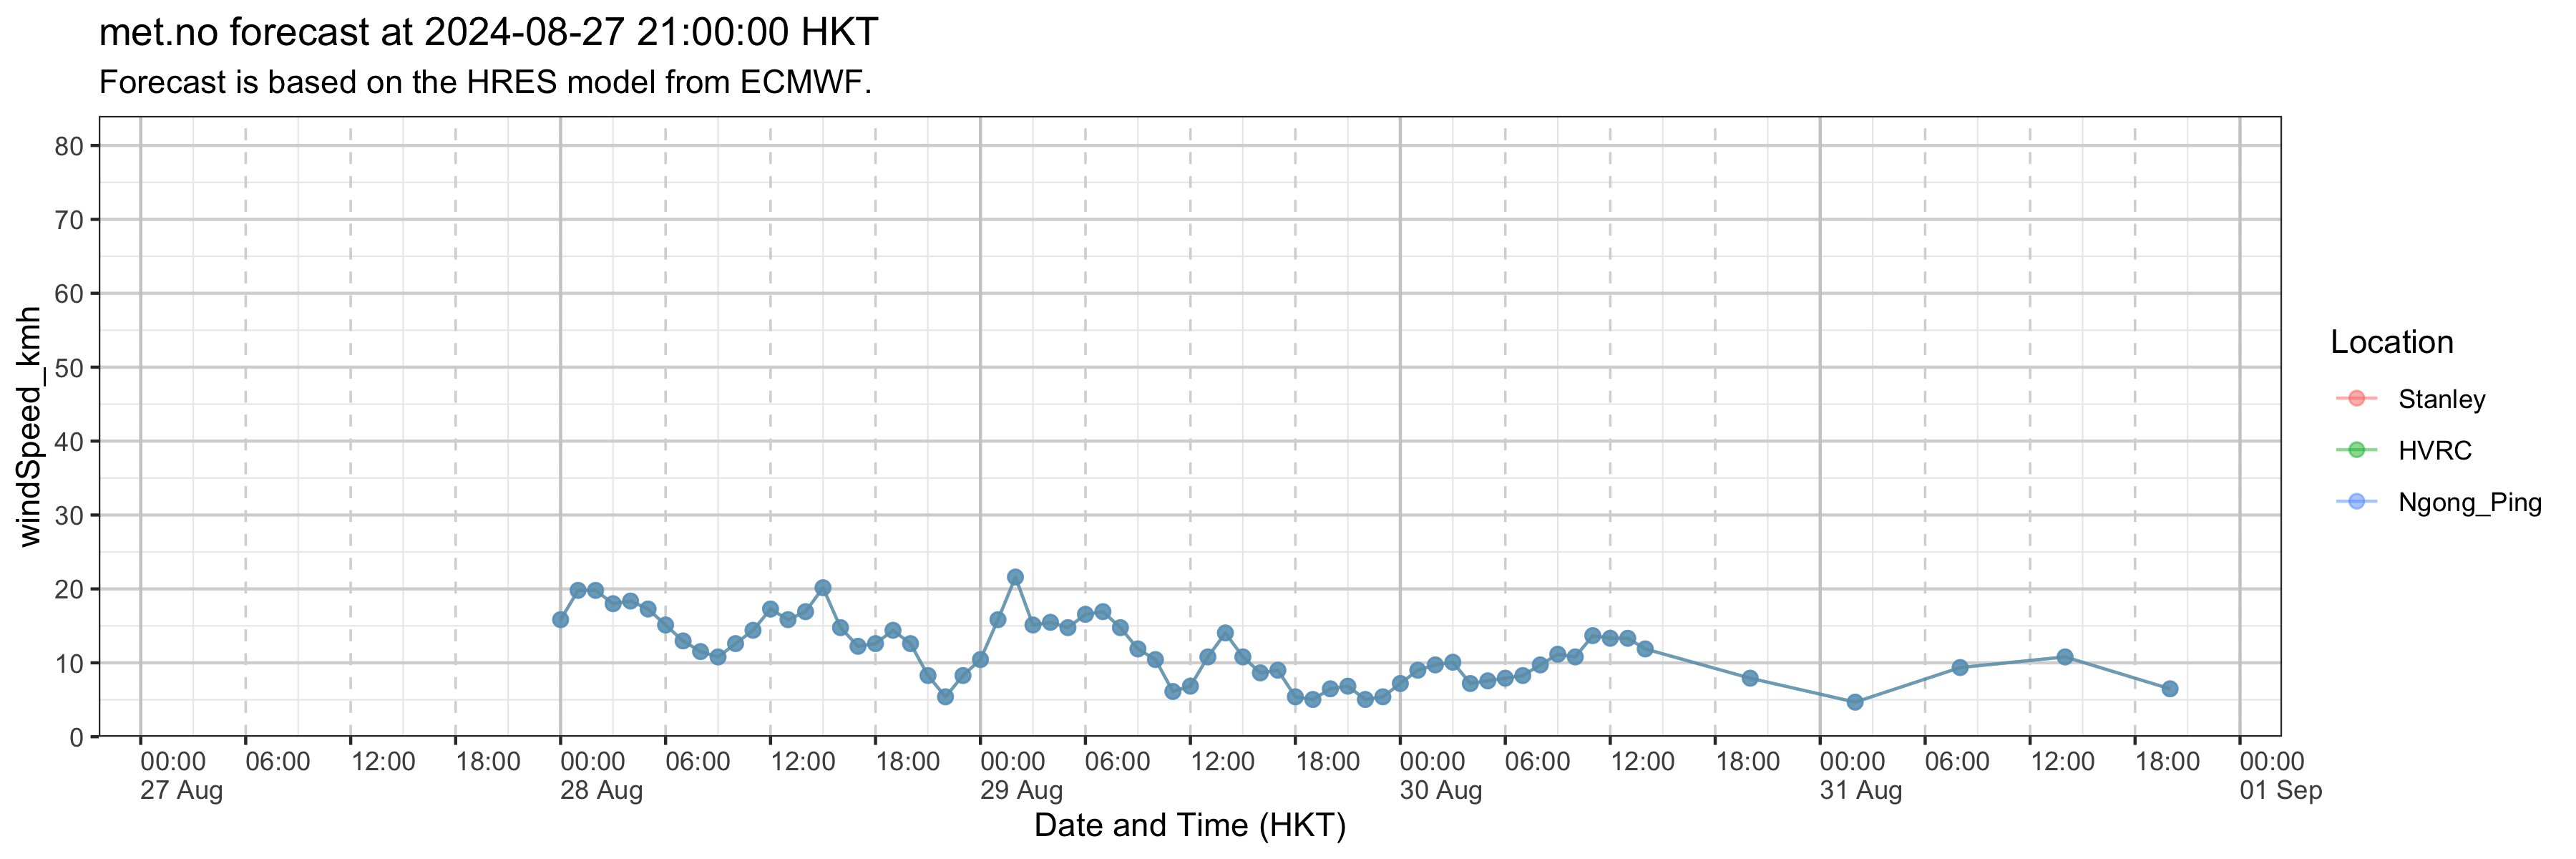 met.no forecast at 2024-08-27 21:00:00 HKT
Forecast is based on the HRES model from ECMWF.
windSpeed_kmh
80
70
60
50
40
30
20
10
0
00:00 06:00 12:00 18:00 00:00 06:00 12:00 18:00 00:00 06:00 12:00 18:00 00:00 06:00 12:00 18:00 00:00 06:00 12:00 18:00 00:00
27 Aug 28 Aug 29 Aug 30 Aug 31 Aug 01 Sep
Date and Time (HKT)
Location
Stanley
HVRC
Ngong_Ping